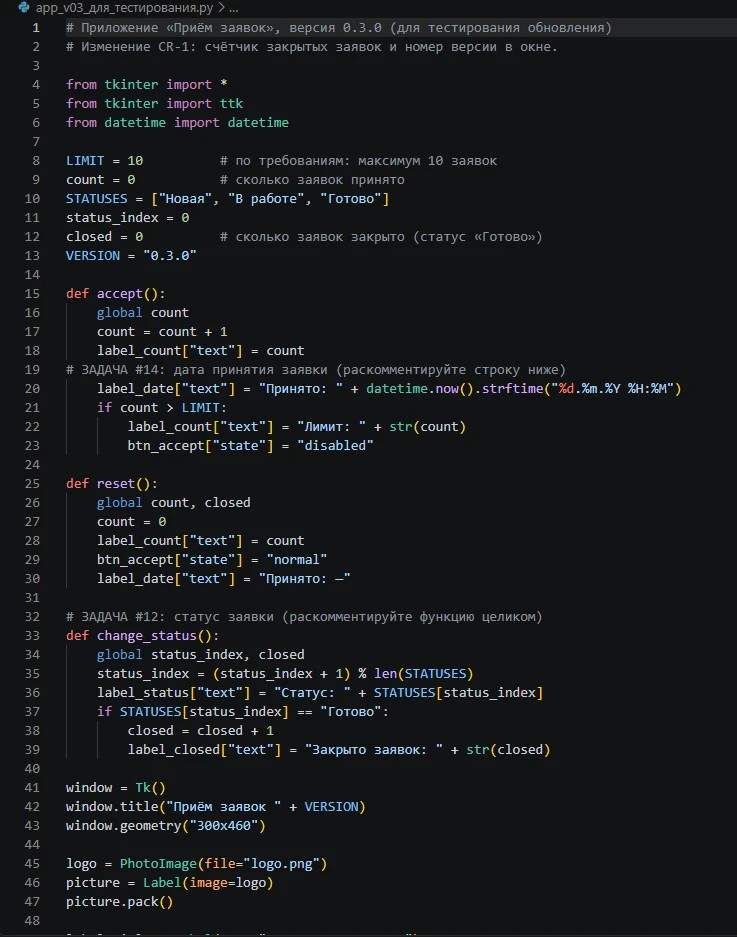 app_v03_для_тестирования.py > ...
1 # Приложение «Приём заявок», версия 0.3.0 (для тестирования обновления)
2 # Изменение CR-1: счётчик закрытых заявок и номер версии в окне.
3
4 from tkinter import *
5 from tkinter import ttk
6 from datetime import datetime
7
8 LIMIT = 10          # по требованиям: максимум 10 заявок
9 count = 0           # сколько заявок принято
10 STATUSES = ["Новая", "В работе", "Готово"]
11 status_index = 0
12 closed = 0          # сколько заявок закрыто (статус «Готово»)
13 VERSION = "0.3.0"
14
15 def accept():
16     global count
17     count = count + 1
18     label_count["text"] = count
19 # ЗАДАЧА #14: дата принятия заявки (раскомментируйте строку ниже)
20     label_date["text"] = "Принято: " + datetime.now().strftime("%d.%m.%Y %H:%M")
21     if count > LIMIT:
22         label_count["text"] = "Лимит: " + str(count)
23         btn_accept["state"] = "disabled"
24
25 def reset():
26     global count, closed
27     count = 0
28     label_count["text"] = count
29     btn_accept["state"] = "normal"
30     label_date["text"] = "Принято: —"
31
32 # ЗАДАЧА #12: статус заявки (раскомментируйте функцию целиком)
33 def change_status():
34     global status_index, closed
35     status_index = (status_index + 1) % len(STATUSES)
36     label_status["text"] = "Статус: " + STATUSES[status_index]
37     if STATUSES[status_index] == "Готово":
38         closed = closed + 1
39         label_closed["text"] = "Закрыто заявок: " + str(closed)
40
41 window = Tk()
42 window.title("Приём заявок " + VERSION)
43 window.geometry("300x460")
44
45 logo = PhotoImage(file="logo.png")
46 picture = Label(image=logo)
47 picture.pack()
48